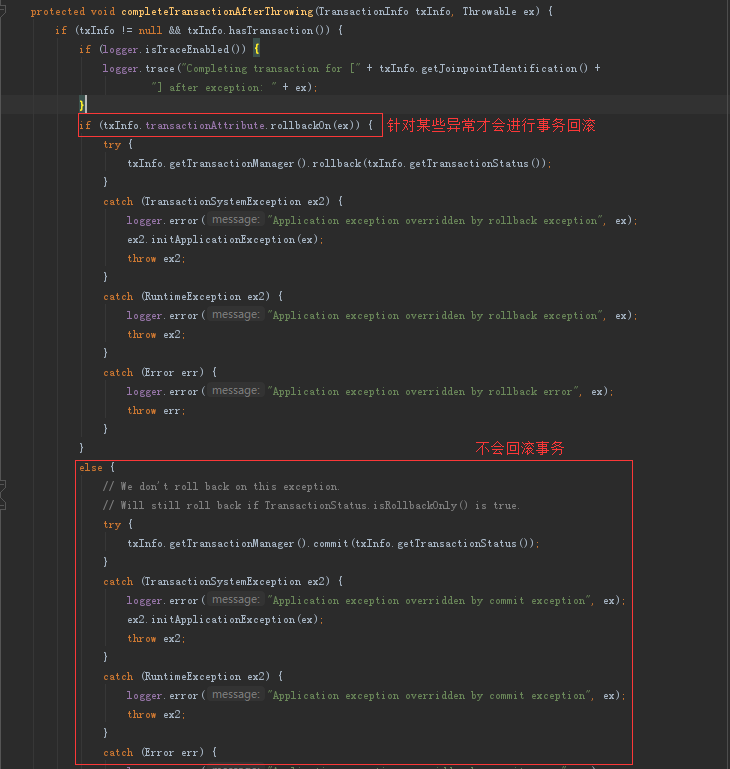 protected void completeTransactionAfterThrowing(TransactionInfo txInfo, Throwable ex) {
if (txInfo != null && txInfo.hasTransaction()) {
if (logger.isTraceEnabled()) {
logger.trace("Completing transaction for [" + txInfo.getJoinpointIdentification() +
"] after exception: " + ex);
}
if (txInfo.transactionAttribute.rollbackOn(ex)) { 针对某些异常才会进行事务回滚
try {
txInfo.getTransactionManager().rollback(txInfo.getTransactionStatus());
}
catch (TransactionSystemException ex2) {
logger.error( message: "Application exception overridden by rollback exception", ex);
ex2.initApplicationException(ex);
throw ex2;
}
catch (RuntimeException ex2) {
logger.error( message: "Application exception overridden by rollback exception", ex);
throw ex2;
}
catch (Error err) {
logger.error( message: "Application exception overridden by rollback error", ex);
throw err;
}
}
不会回滚事务
else {
// We don't roll back on this exception.
// Will still roll back if TransactionStatus.isRollbackOnly() is true.
try {
txInfo.getTransactionManager().commit(txInfo.getTransactionStatus());
}
catch (TransactionSystemException ex2) {
logger.error( message: "Application exception overridden by commit exception", ex);
ex2.initApplicationException(ex);
throw ex2;
}
catch (RuntimeException ex2) {
logger.error( message: "Application exception overridden by commit exception", ex);
throw ex2;
}
catch (Error err) {